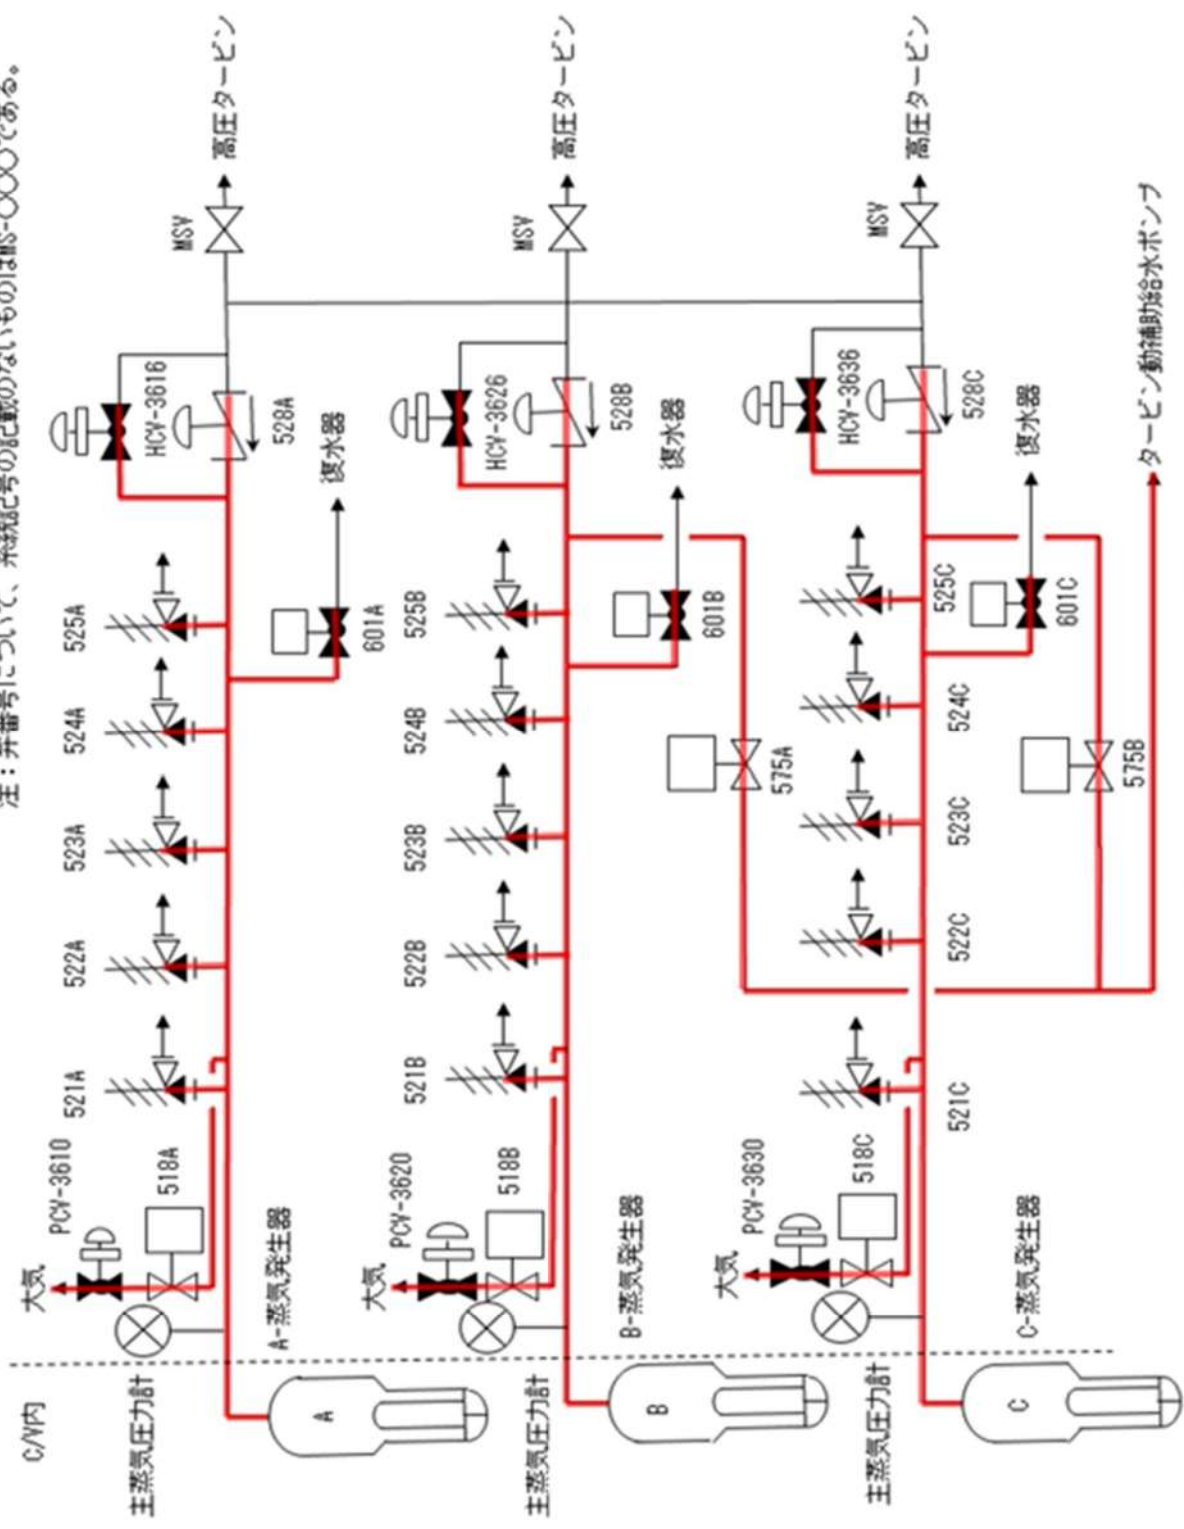 注：弁番号について、系統記号の記載のないものはMS-○○○である。
C/V内
主蒸気圧力計
A
A-蒸気発生器
大気
PCV-3610
518A
521A
522A
523A
524A
525A
601A
復水器
HCV-3616
528A
MSV
高圧タービン
主蒸気圧力計
B
B-蒸気発生器
大気
PCV-3620
518B
521B
522B
523B
524B
525B
601B
復水器
HCV-3626
528B
MSV
高圧タービン
575A
主蒸気圧力計
C
C-蒸気発生器
大気
PCV-3630
518C
521C
522C
523C
524C
525C
601C
復水器
HCV-3636
528C
MSV
高圧タービン
575B
タービン動補助給水ポンプ